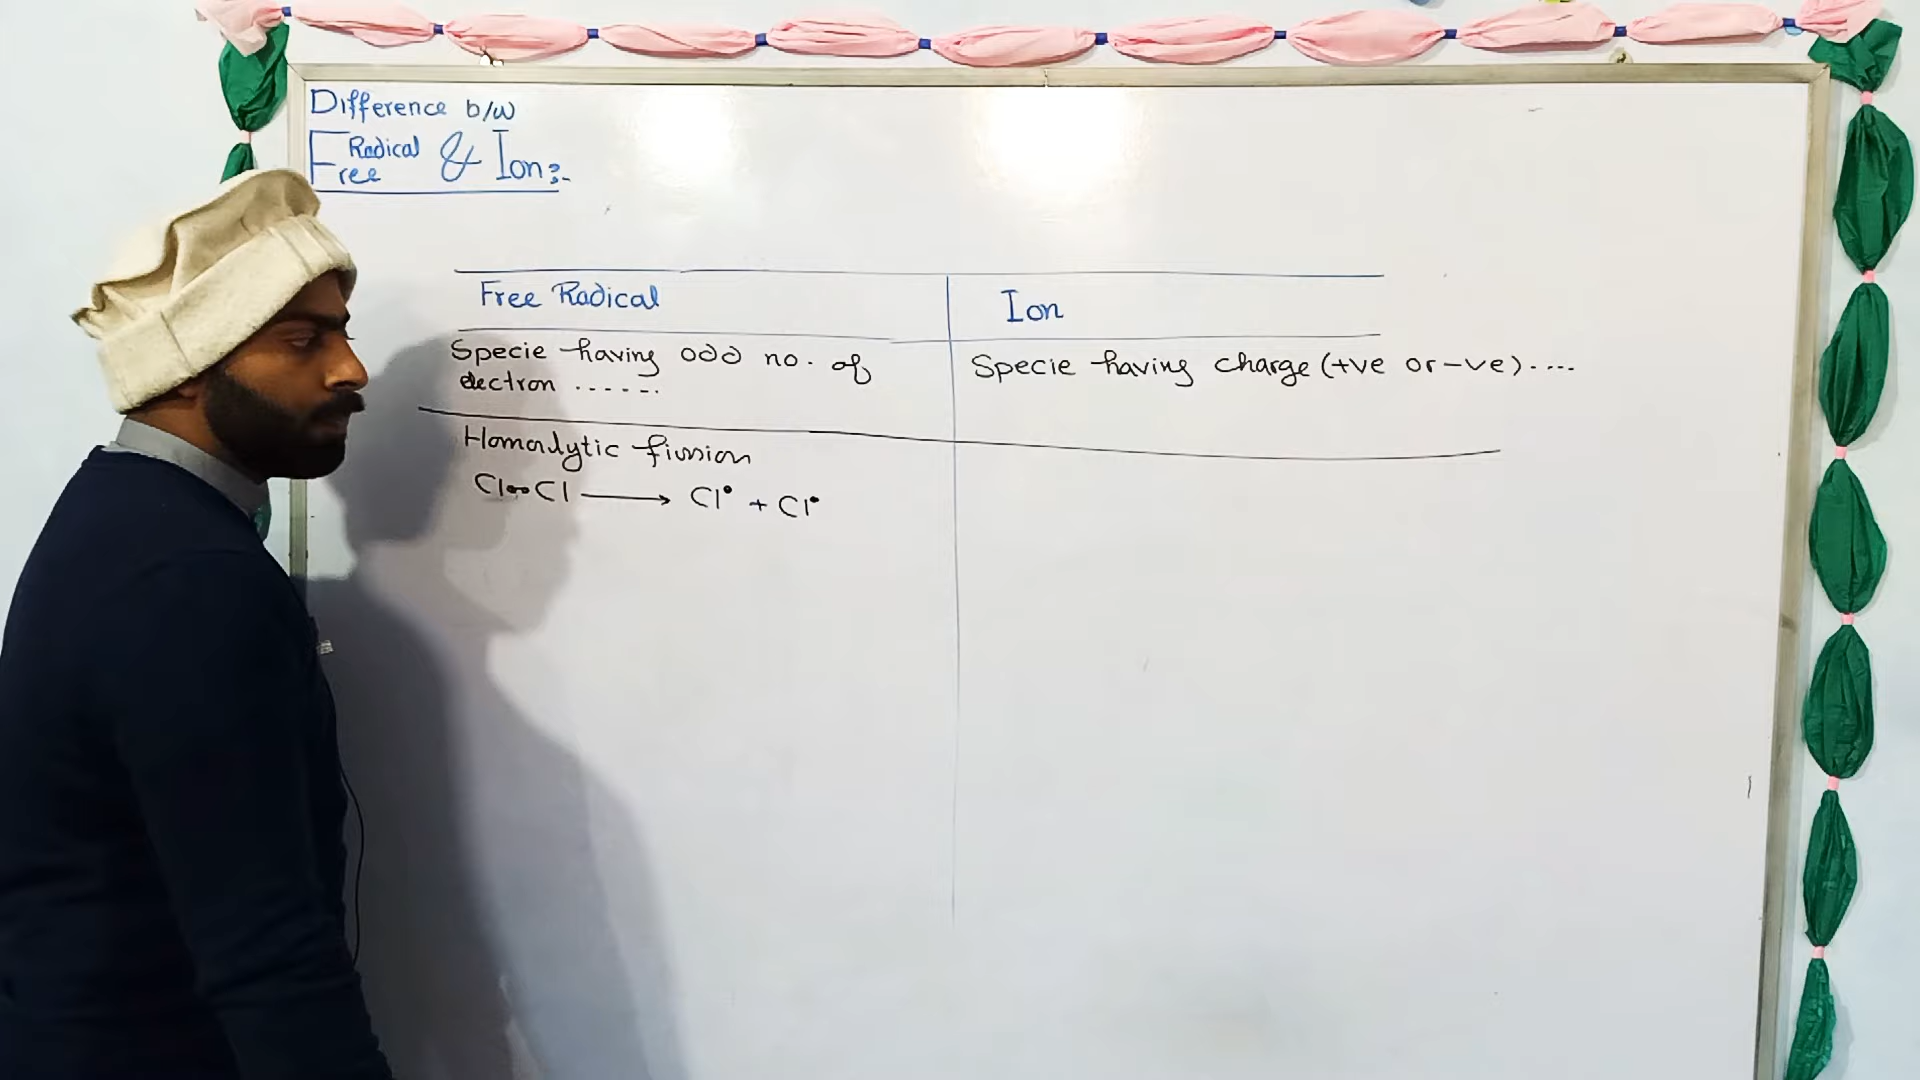 Difference b/w
Free Radical & Ion:-
Free Radical
Ion
Specie having odd no. of
electron ......
Specie having charge (+ve or -ve)....
Homolytic fission
Cl••Cl ⟶ Cl• + Cl•